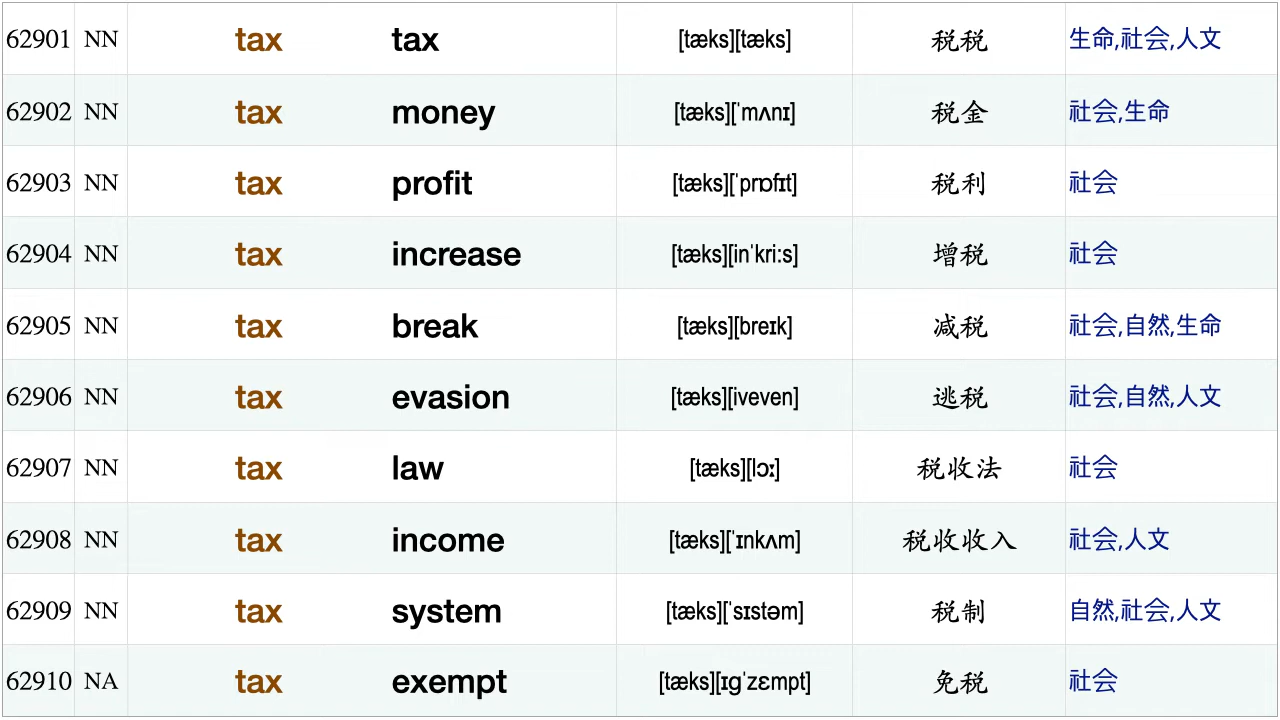 62901 NN tax tax [tæks][tæks] 税税 生命,社会,人文
62902 NN tax money [tæks][ˈmʌnɪ] 税金 社会,生命
62903 NN tax profit [tæks][ˈprɒfɪt] 税利 社会
62904 NN tax increase [tæks][inˈkri:s] 增税 社会
62905 NN tax break [tæks][breɪk] 减税 社会,自然,生命
62906 NN tax evasion [tæks][iveven] 逃税 社会,自然,人文
62907 NN tax law [tæks][lɔː] 税收法 社会
62908 NN tax income [tæks][ˈɪnkʌm] 税收收入 社会,人文
62909 NN tax system [tæks][ˈsɪstəm] 税制 自然,社会,人文
62910 NA tax exempt [tæks][ɪɡˈzɛmpt] 免税 社会